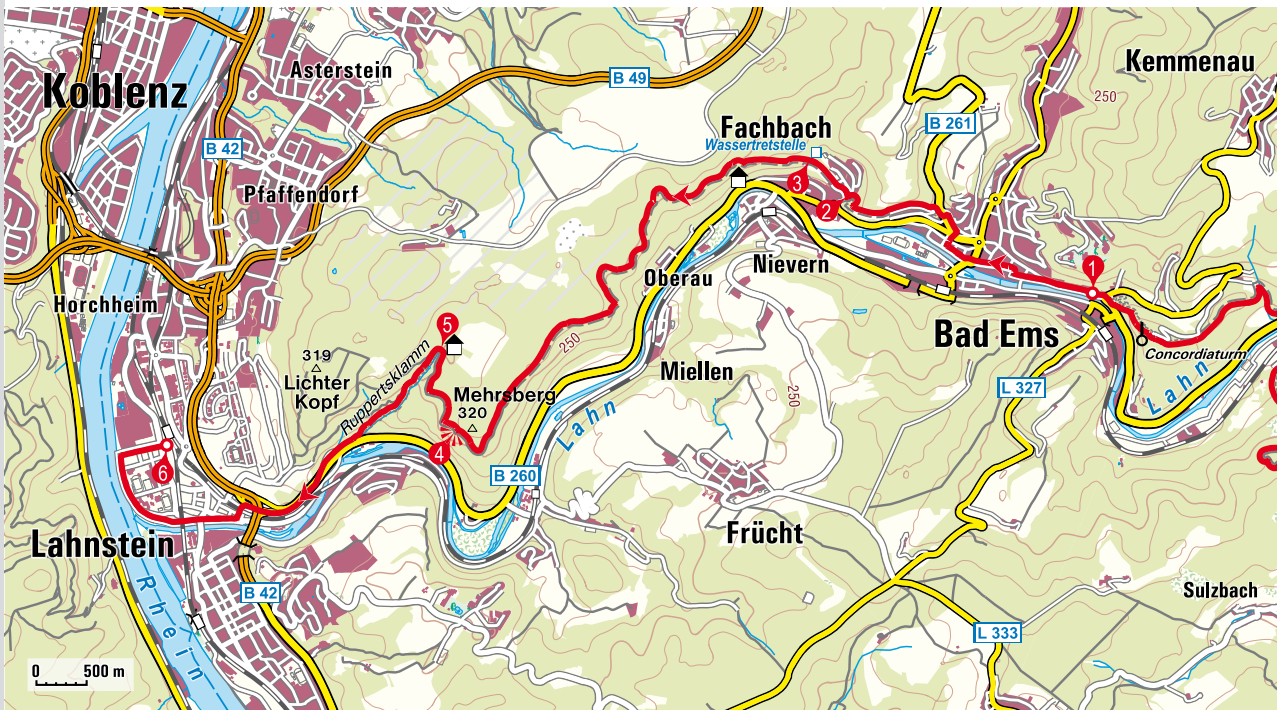 Koblenz
Asterstein
B 49
Kemmenau
250
B 261
Fachbach
Wassertretstelle
B 42
Pfaffendorf
3
2
Horchheim
Oberau
Nievern
1
Bad Ems
Concordiaturm
Lahn
5
319
Lichter
Kopf
Ruppertsklamm
250
Mehrsberg
320
Miellen
250
L 327
4
Lahn
B 260
6
Lahnstein
Frücht
Rhein
B 42
Sulzbach
L 333
0 500 m